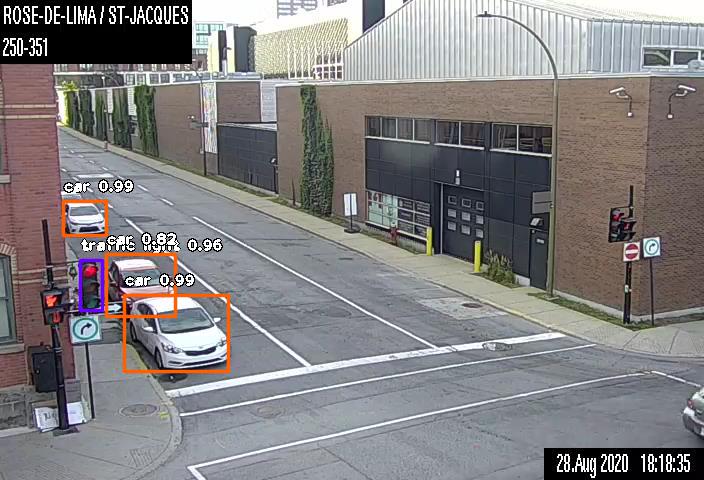 ROSE-DE-LIMA / ST-JACQUES
250-351
car 0.99
car 0.82
traffic light 0.96
car 0.99
28.Aug 2020 18:18:35